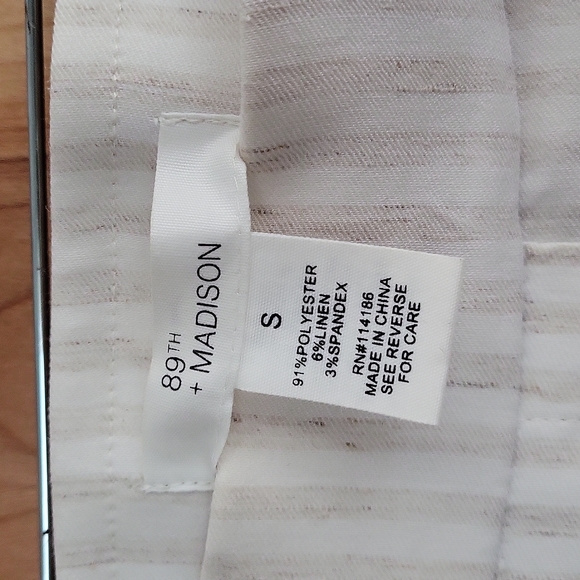 89TH
+ MADISON
S
91%POLYESTER
6%LINEN
3%SPANDEX
RN#114186
MADE IN CHINA
SEE REVERSE
FOR CARE